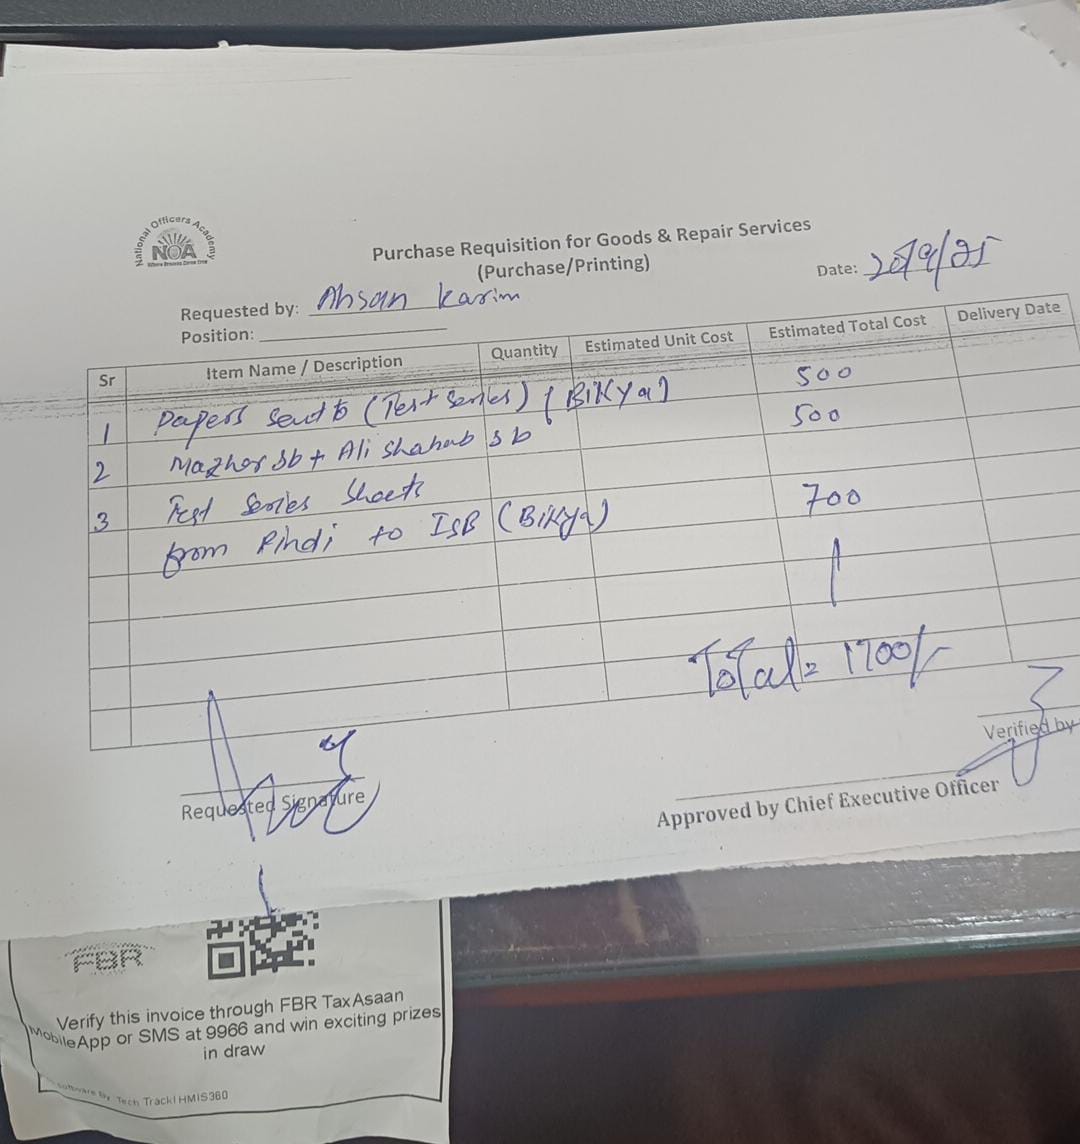 National Officers Academy
NOA
Purchase Requisition for Goods & Repair Services
(Purchase/Printing)
Date: 20/9/25
Requested by: Ahsan Karim
Position:
Sr Item Name / Description Quantity Estimated Unit Cost Estimated Total Cost Delivery Date
1 Papers sent to (Test Series) (BiKya) 500
2 Mazhar sb + Ali Shahab sb 500
3 Test Series Sheets
from Pindi to ISB (BiKya) 700
Total = 1700/-
Verified by
Requested Signature
Approved by Chief Executive Officer
FBR
Verify this invoice through FBR TaxAsaan
MobileApp or SMS at 9966 and win exciting prizes
in draw
Software By Tech Track| HMIS360